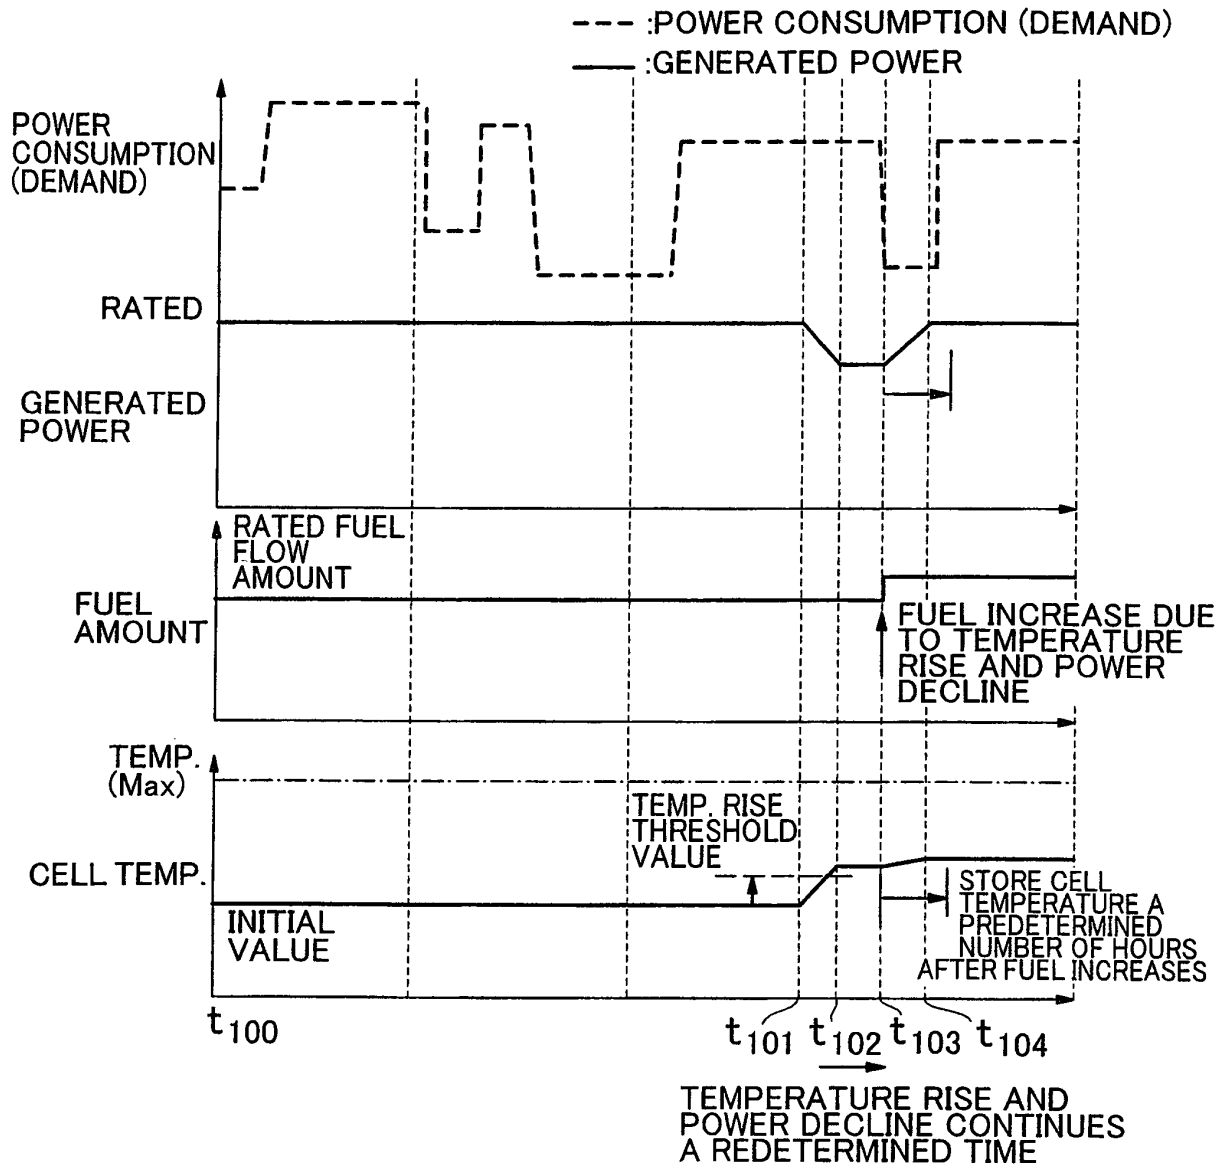 :POWER CONSUMPTION (DEMAND)
:GENERATED POWER
POWER
CONSUMPTION
(DEMAND)
RATED
GENERATED
POWER
RATED FUEL
FLOW
AMOUNT
FUEL
AMOUNT
FUEL INCREASE DUE
TO TEMPERATURE
RISE AND POWER
DECLINE
TEMP.
(Max)
TEMP. RISE
THRESHOLD
VALUE
CELL TEMP.
INITIAL
VALUE
STORE CELL
TEMPERATURE A
PREDETERMINED
NUMBER OF HOURS
AFTER FUEL INCREASES
t100
t101 t102 t103 t104
TEMPERATURE RISE AND
POWER DECLINE CONTINUES
A REDETERMINED TIME